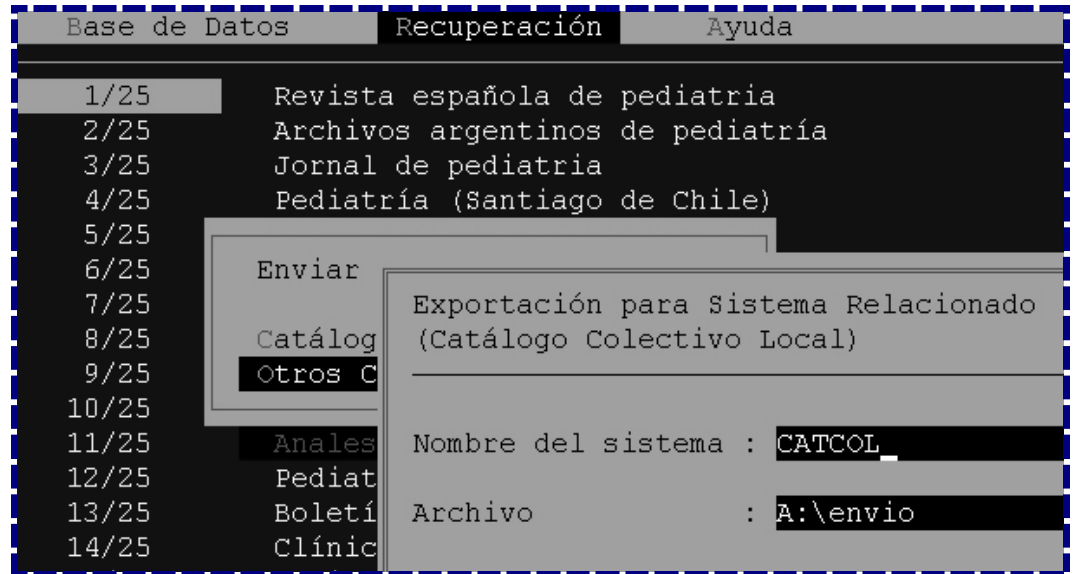 Base de Datos Recuperación Ayuda
1/25 Revista española de pediatria
2/25 Archivos argentinos de pediatría
3/25 Jornal de pediatria
4/25 Pediatría (Santiago de Chile)
5/25
6/25 Enviar
7/25 Exportación para Sistema Relacionado
8/25 Catálog (Catálogo Colectivo Local)
9/25 Otros C
10/25
11/25 Anales Nombre del sistema : CATCOL_
12/25 Pediat
13/25 Boletí Archivo : A:\envio
14/25 Clínic